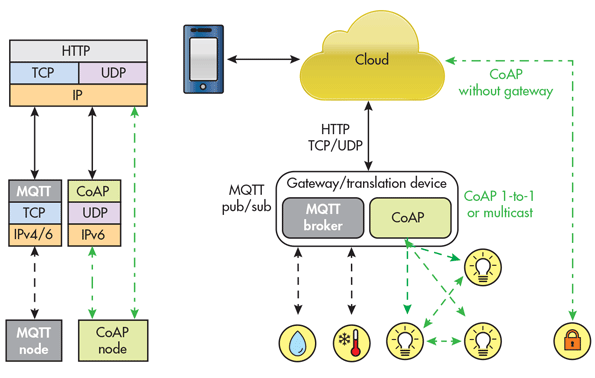 HTTP
TCP
UDP
IP
MQTT
TCP
IPv4/6
CoAP
UDP
IPv6
MQTT
node
CoAP
node
Cloud
CoAP
without gateway
HTTP
TCP/UDP
MQTT
pub/sub
Gateway/translation device
MQTT
broker
CoAP
CoAP 1-to-1
or multicast